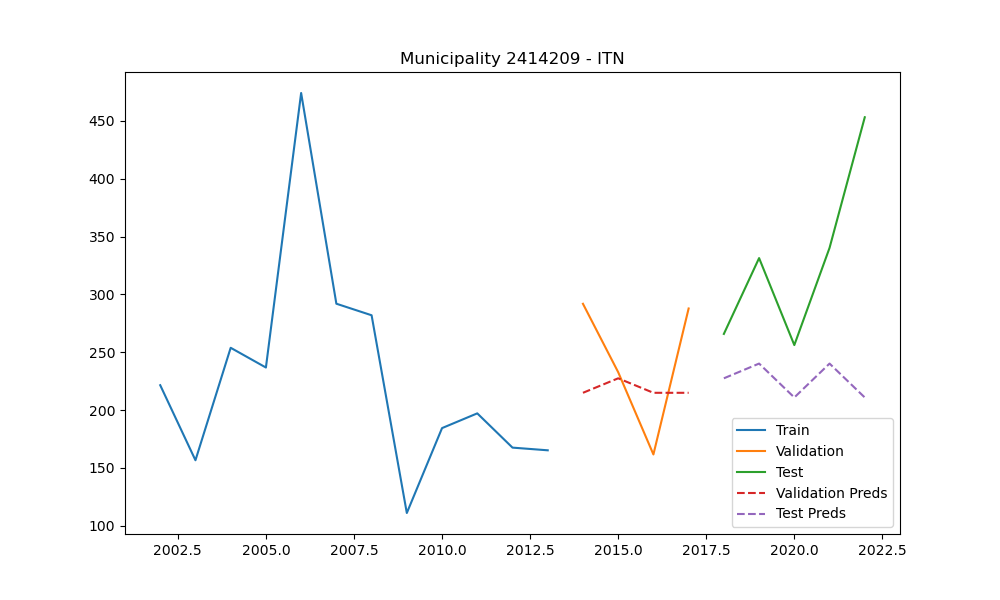 Municipality 2414209 - ITN
450
400
350
300
250
200
150
100
2002.5 2005.0 2007.5 2010.0 2012.5 2015.0 2017.5 2020.0 2022.5
Train
Validation
Test
Validation Preds
Test Preds